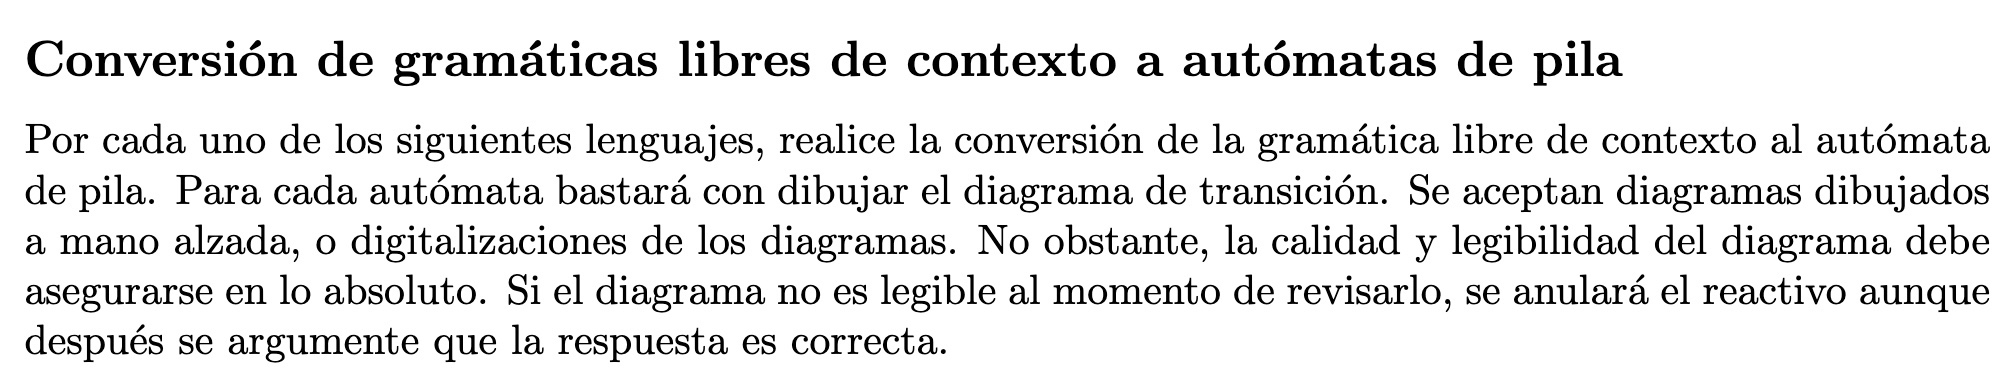 Conversión de gramáticas libres de contexto a autómatas de pila
Por cada uno de los siguientes lenguajes, realice la conversión de la gramática libre de contexto al autómata
de pila. Para cada autómata bastará con dibujar el diagrama de transición. Se aceptan diagramas dibujados
a mano alzada, o digitalizaciones de los diagramas. No obstante, la calidad y legibilidad del diagrama debe
asegurarse en lo absoluto. Si el diagrama no es legible al momento de revisarlo, se anulará el reactivo aunque
después se argumente que la respuesta es correcta.